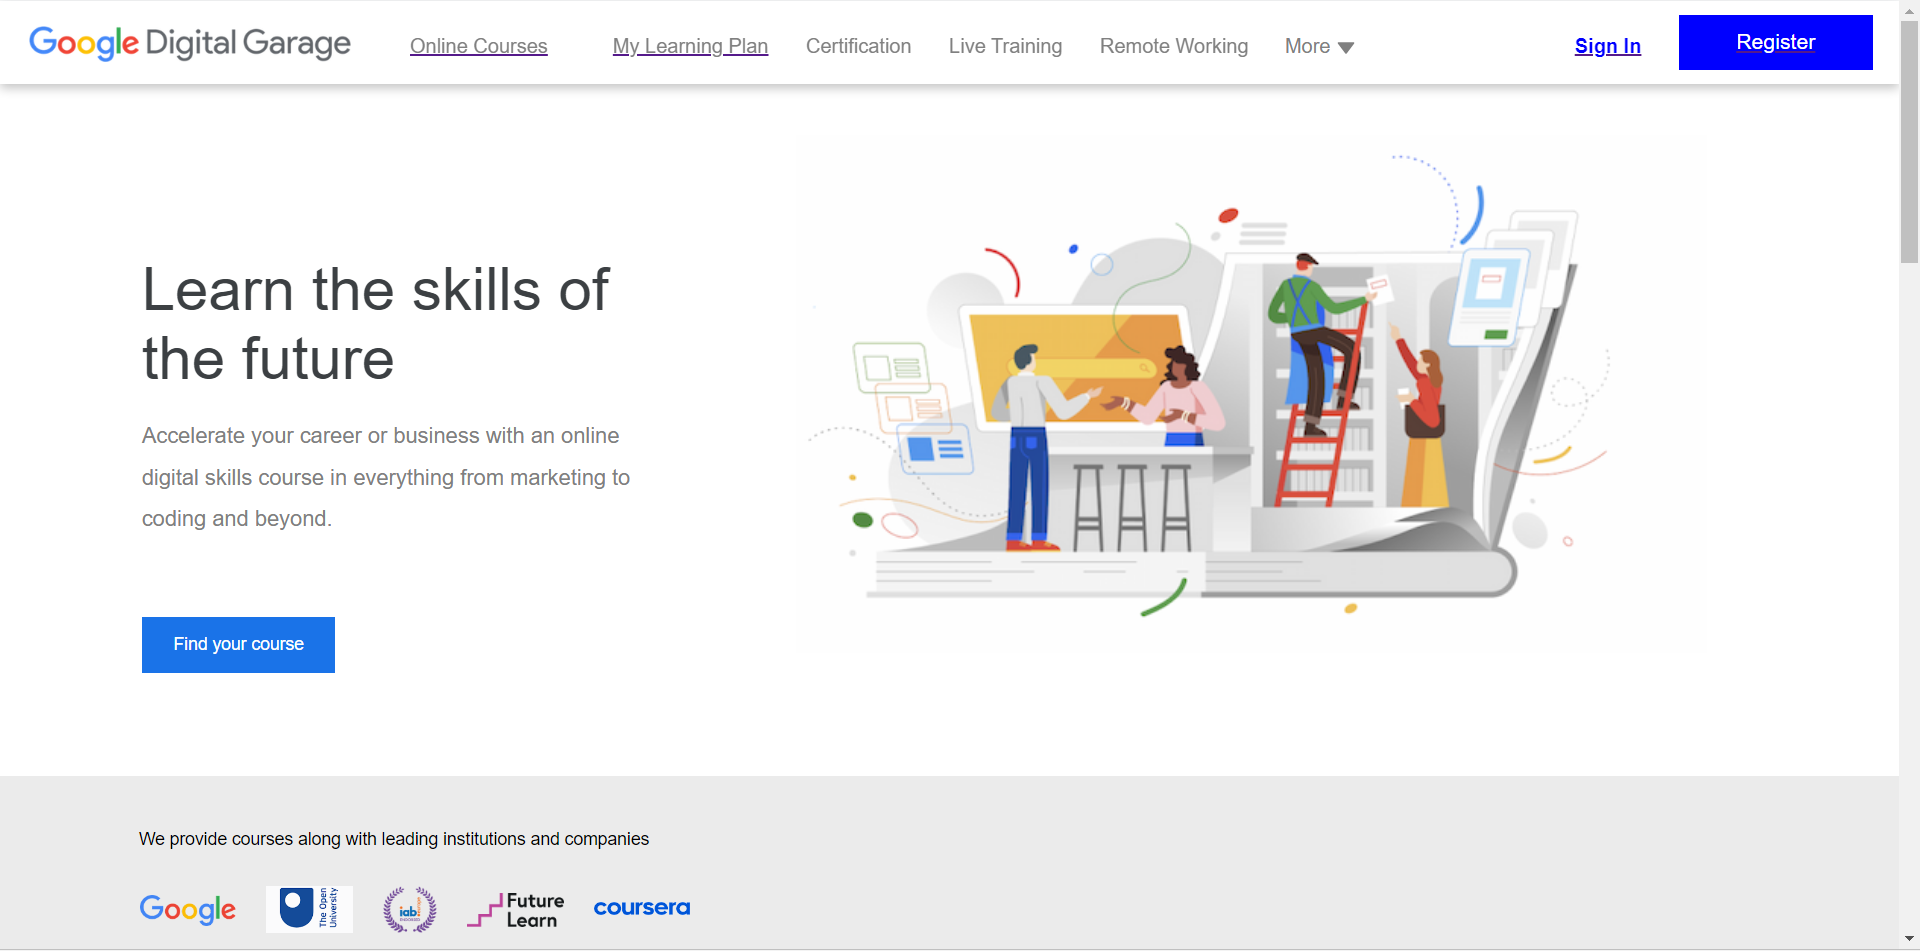 Google Digital Garage Online Courses My Learning Plan Certification Live Training Remote Working More Sign In Register
Learn the skills of
the future
Accelerate your career or business with an online
digital skills course in everything from marketing to
coding and beyond.
Find your course
We provide courses along with leading institutions and companies
Google
The Open
University
iab
Future
Learn
coursera